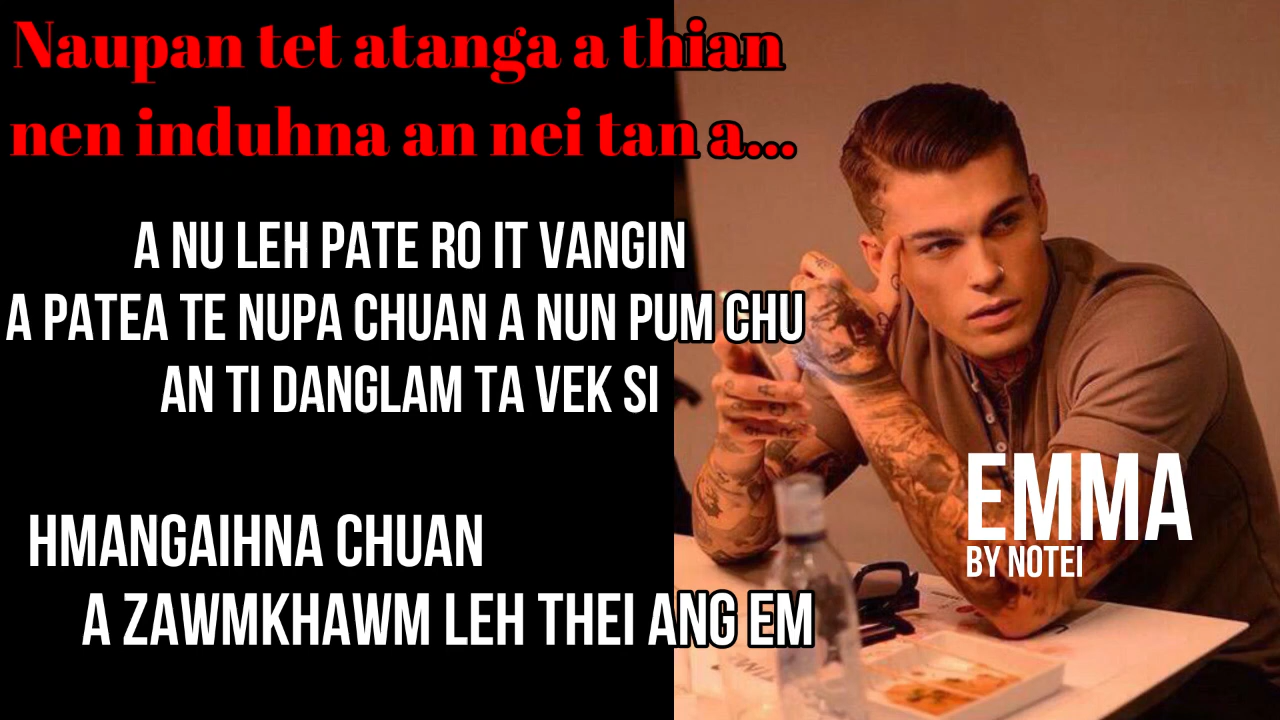 Naupan tet atanga a thian
nen induhna an nei tan a...
A NU LEH PATE RO IT VANGIN
A PATEA TE NUPA CHUAN A NUN PUM CHU
AN TI DANGLAM TA VEK SI
HMANGAIHNA CHUAN
A ZAWMKHAWM LEH THEI ANG EM
EMMA
BY NOTEI